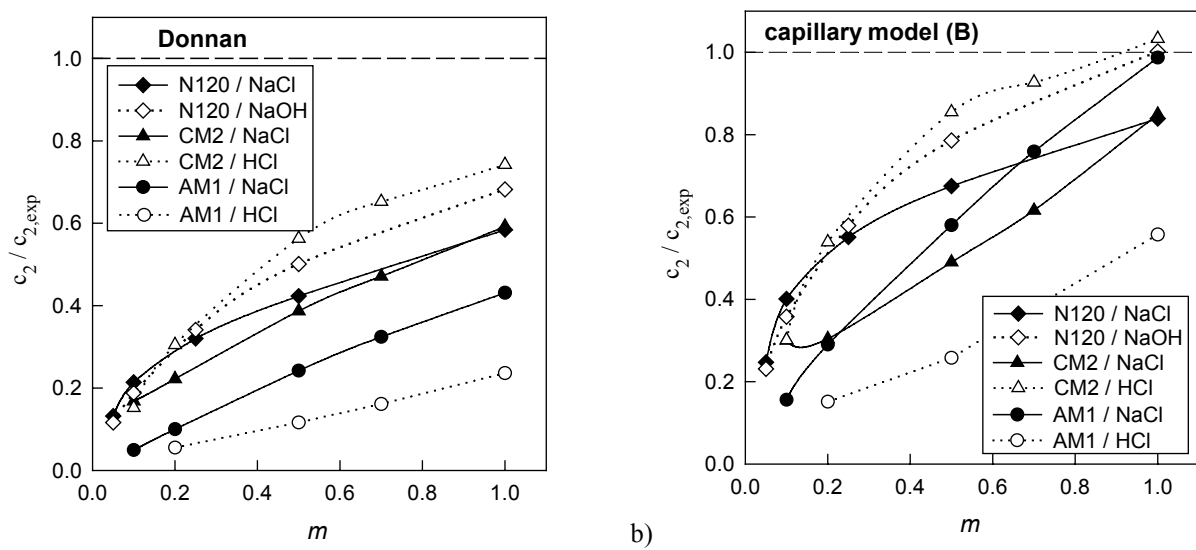 Donnan
1.0
0.8
0.6
0.4
0.2
0.0
c2 / c2,exp
N120 / NaCl
N120 / NaOH
CM2 / NaCl
CM2 / HCl
AM1 / NaCl
AM1 / HCl
0.0 0.2 0.4 0.6 0.8 1.0
m
b)
capillary model (B)
1.0
0.8
0.6
0.4
0.2
0.0
c2 / c2,exp
N120 / NaCl
N120 / NaOH
CM2 / NaCl
CM2 / HCl
AM1 / NaCl
AM1 / HCl
0.0 0.2 0.4 0.6 0.8 1.0
m